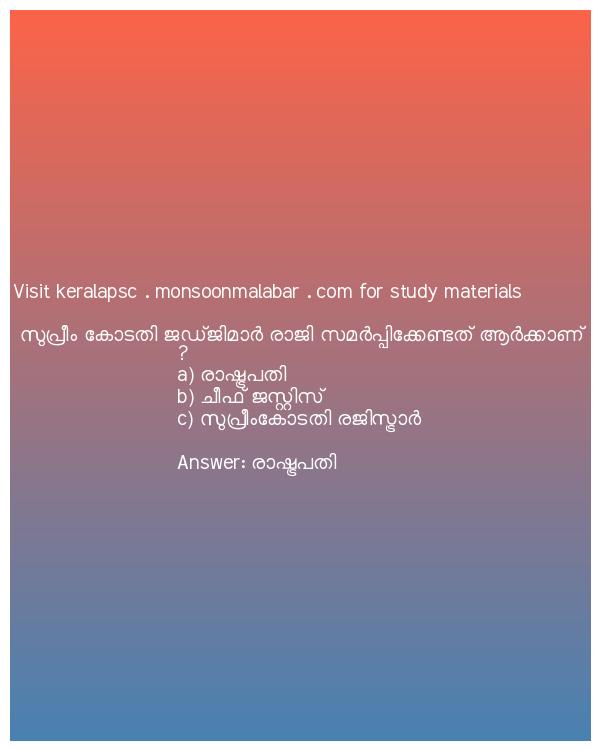 Visit keralapsc . monsoonmalabar . com for study materials
സുപ്രീം കോടതി ജഡ്ജിമാർ രാജി സമർപ്പിക്കേണ്ടത് ആർക്കാണ്
?
a) രാഷ്ട്രപതി
b) ചീഫ് ജസ്റ്റിസ്
c) സുപ്രീംകോടതി രജിസ്ട്രാർ
Answer: രാഷ്ട്രപതി